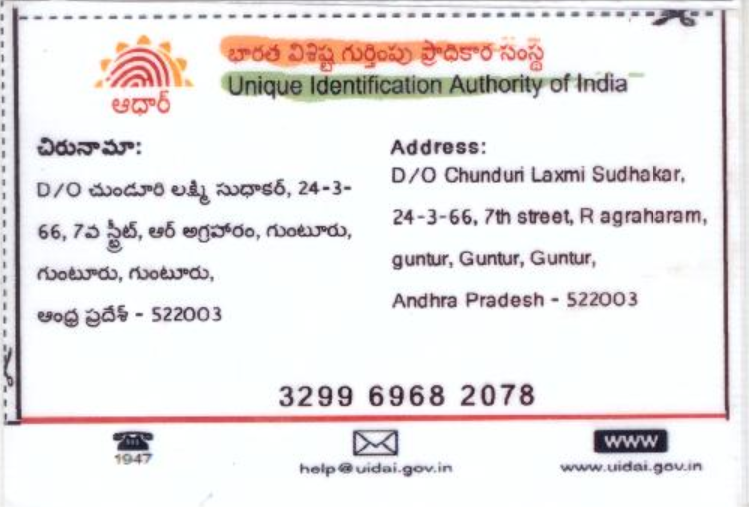 భారత విశిష్ట గుర్తింపు ప్రాధికార సంస్థ
Unique Identification Authority of India
ఆధార్
చిరునామా:
D/O చుండూరి లక్ష్మి సుధాకర్, 24-3-
66, 7వ స్ట్రీట్, ఆర్ అగ్రహారం, గుంటూరు,
గుంటూరు, గుంటూరు,
ఆంధ్ర ప్రదేశ్ - 522003
Address:
D/O Chunduri Laxmi Sudhakar,
24-3-66, 7th street, R agraharam,
guntur, Guntur, Guntur,
Andhra Pradesh - 522003
3299 6968 2078
1947
help@uidai.gov.in
www
www.uidai.gov.in